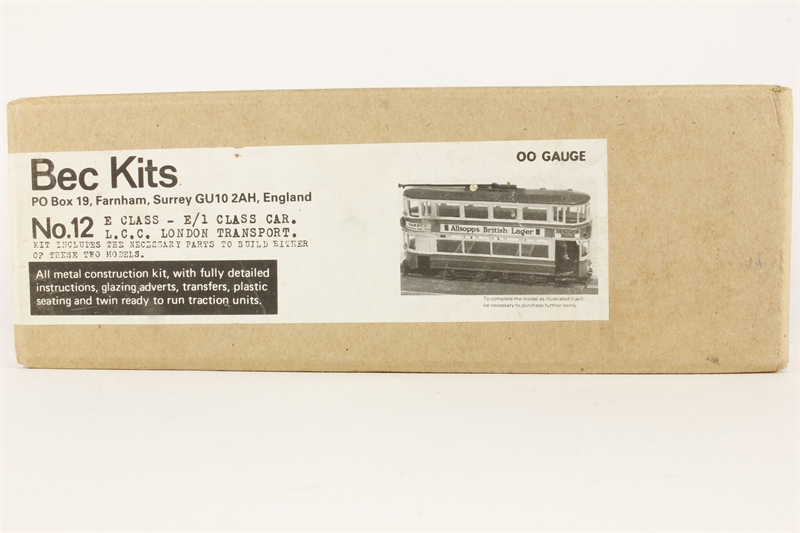 Bec Kits
OO GAUGE
PO Box 19, Farnham, Surrey GU10 2AH, England
No.12 E CLASS - E/1 CLASS CAR.
L.C.C. LONDON TRANSPORT.
KIT INCLUDES THE NECESSARY PARTS TO BUILD EITHER
OF THESE TWO MODELS.
All metal construction kit, with fully detailed
instructions, glazing,adverts, transfers, plastic
seating and twin ready to run traction units.
Allsopps British Lager
To complete the model as illustrated it will
be necessary to purchase further items.